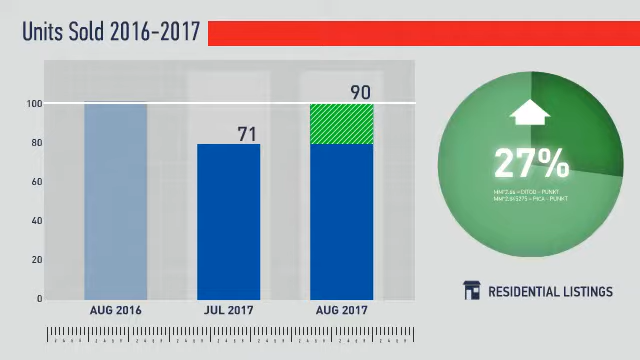 Units Sold 2016-2017
100
80
60
40
20
0
71
90
AUG 2016
JUL 2017
AUG 2017
27%
RESIDENTIAL LISTINGS